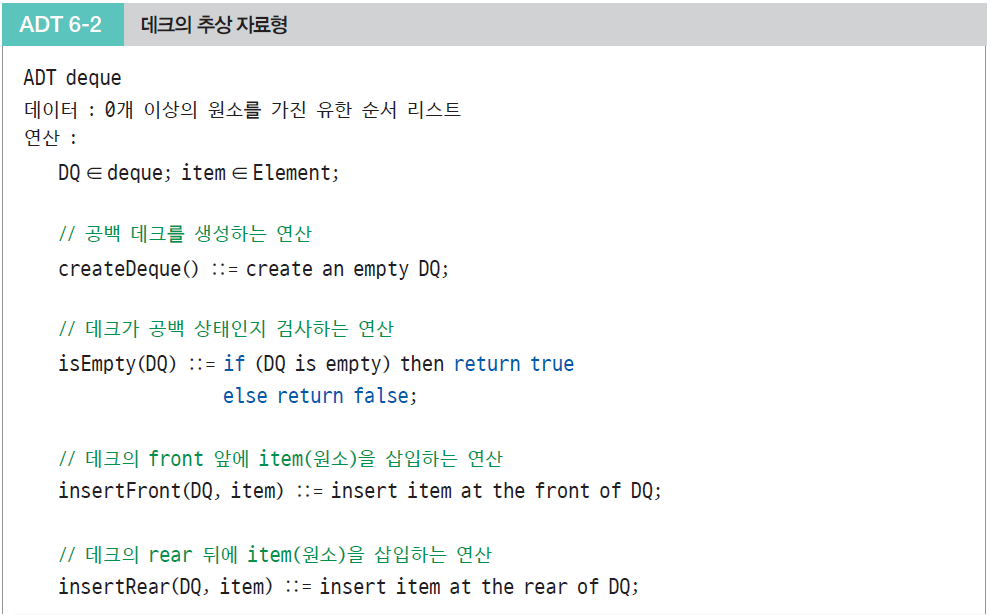 ADT 6-2 데크의 추상 자료형
ADT deque
데이터 : 0개 이상의 원소를 가진 유한 순서 리스트
연산 :
DQ ∈ deque; item ∈ Element;
// 공백 데크를 생성하는 연산
createDeque() ::= create an empty DQ;
// 데크가 공백 상태인지 검사하는 연산
isEmpty(DQ) ::= if (DQ is empty) then return true
else return false;
// 데크의 front 앞에 item(원소)을 삽입하는 연산
insertFront(DQ, item) ::= insert item at the front of DQ;
// 데크의 rear 뒤에 item(원소)을 삽입하는 연산
insertRear(DQ, item) ::= insert item at the rear of DQ;